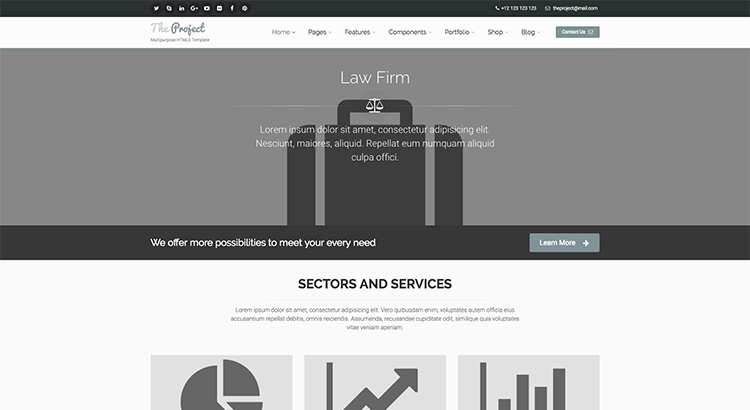 +12 123 123 123 theproject@mail.com
The Project
Multipurpose HTML5 Template
Home Pages Features Components Portfolio Shop Blog Contact Us
Law Firm
Lorem ipsum dolor sit amet, consectetur adipisicing elit.
Nesciunt, maiores, aliquid. Repellat eum numquam aliquid
culpa offici.
We offer more possibilities to meet your every need Learn More
SECTORS AND SERVICES
Lorem ipsum dolor sit amet, consectetur adipisicing elit. Quo vero quibusdam enim, voluptates autem eos officia
accusantium repellat dolorem debitis, omnis reiciendis. Assumenda, recusandae cupiditate odit, similique quia voluptates
vitae veniam aperiam.